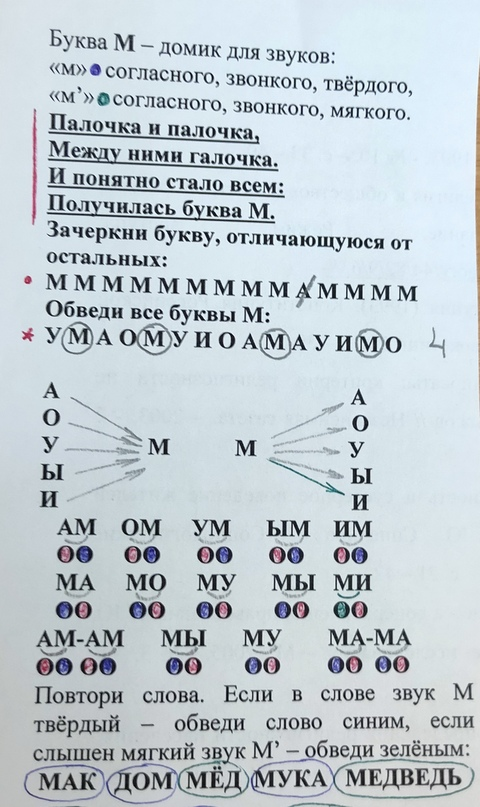 Буква М – домик для звуков:
«м» согласного, звонкого, твёрдого,
«м’» согласного, звонкого, мягкого.
Палочка и палочка,
Между ними галочка.
И понятно стало всем:
Получилась буква М.
Зачеркни букву, отличающуюся от
остальных:
М М М М М М М М М М А М М М М
Обведи все буквы М:
У М А О М У И О А М А У И М О 4
А А
О О
У М М У
Ы Ы
И И
АМ ОМ УМ ЫМ ИМ
МА МО МУ МЫ МИ
АМ-АМ МЫ МУ МА-МА
Повтори слова. Если в слове звук М
твёрдый – обведи слово синим, если
слышен мягкий звук М’ – обведи зелёным:
МАК ДОМ МЁД МУКА МЕДВЕДЬ